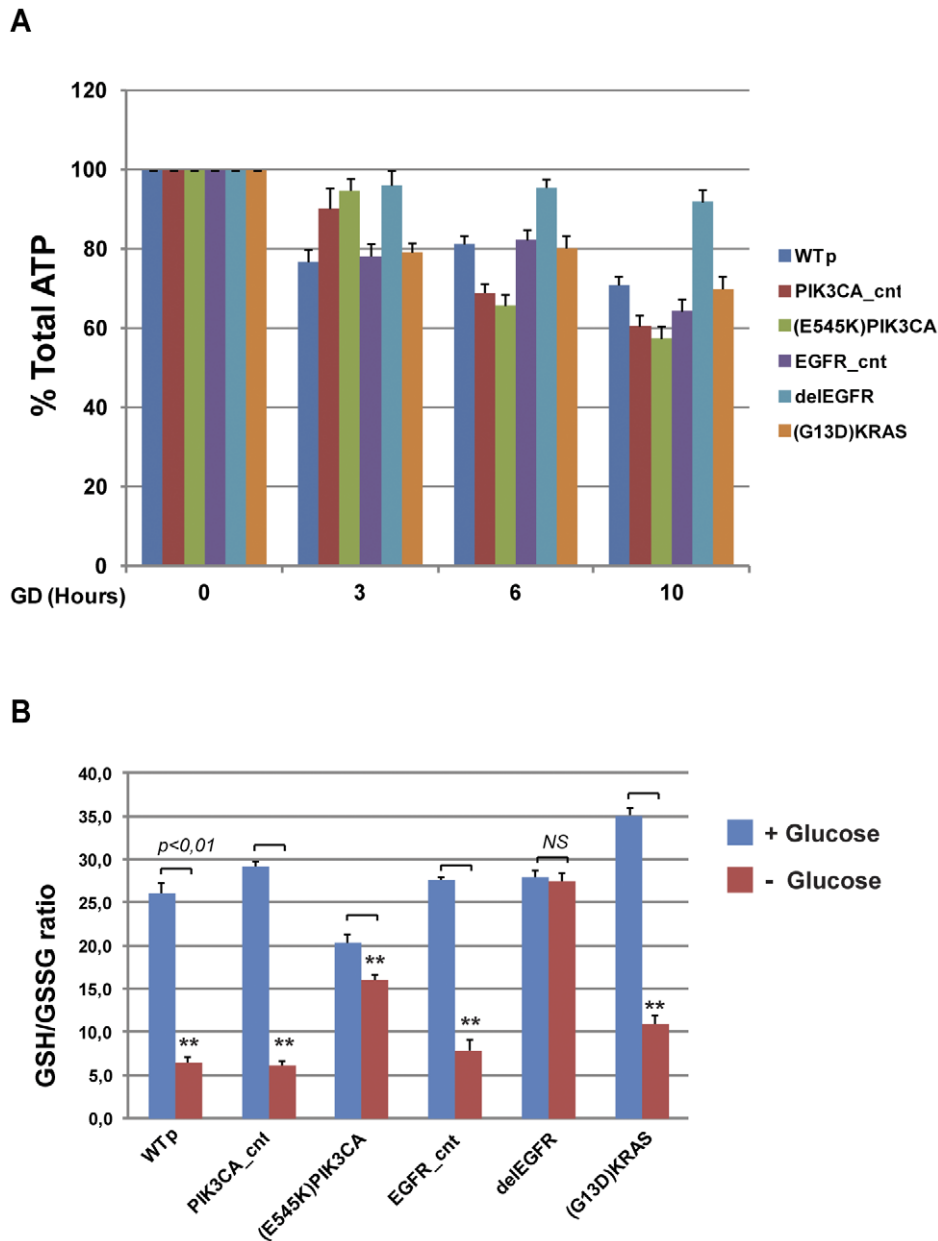 A
120
100
80
60
40
20
0
% Total ATP
GD (Hours)
0 3 6 10
WTp
PIK3CA_cnt
(E545K)PIK3CA
EGFR_cnt
delEGFR
(G13D)KRAS
B
40,0
35,0
30,0
25,0
20,0
15,0
10,0
5,0
0,0
GSH/GSSG ratio
p<0,01
NS
**
**
**
**
**
+ Glucose
- Glucose
WTp
PIK3CA_cnt
(E545K)PIK3CA
EGFR_cnt
delEGFR
(G13D)KRAS